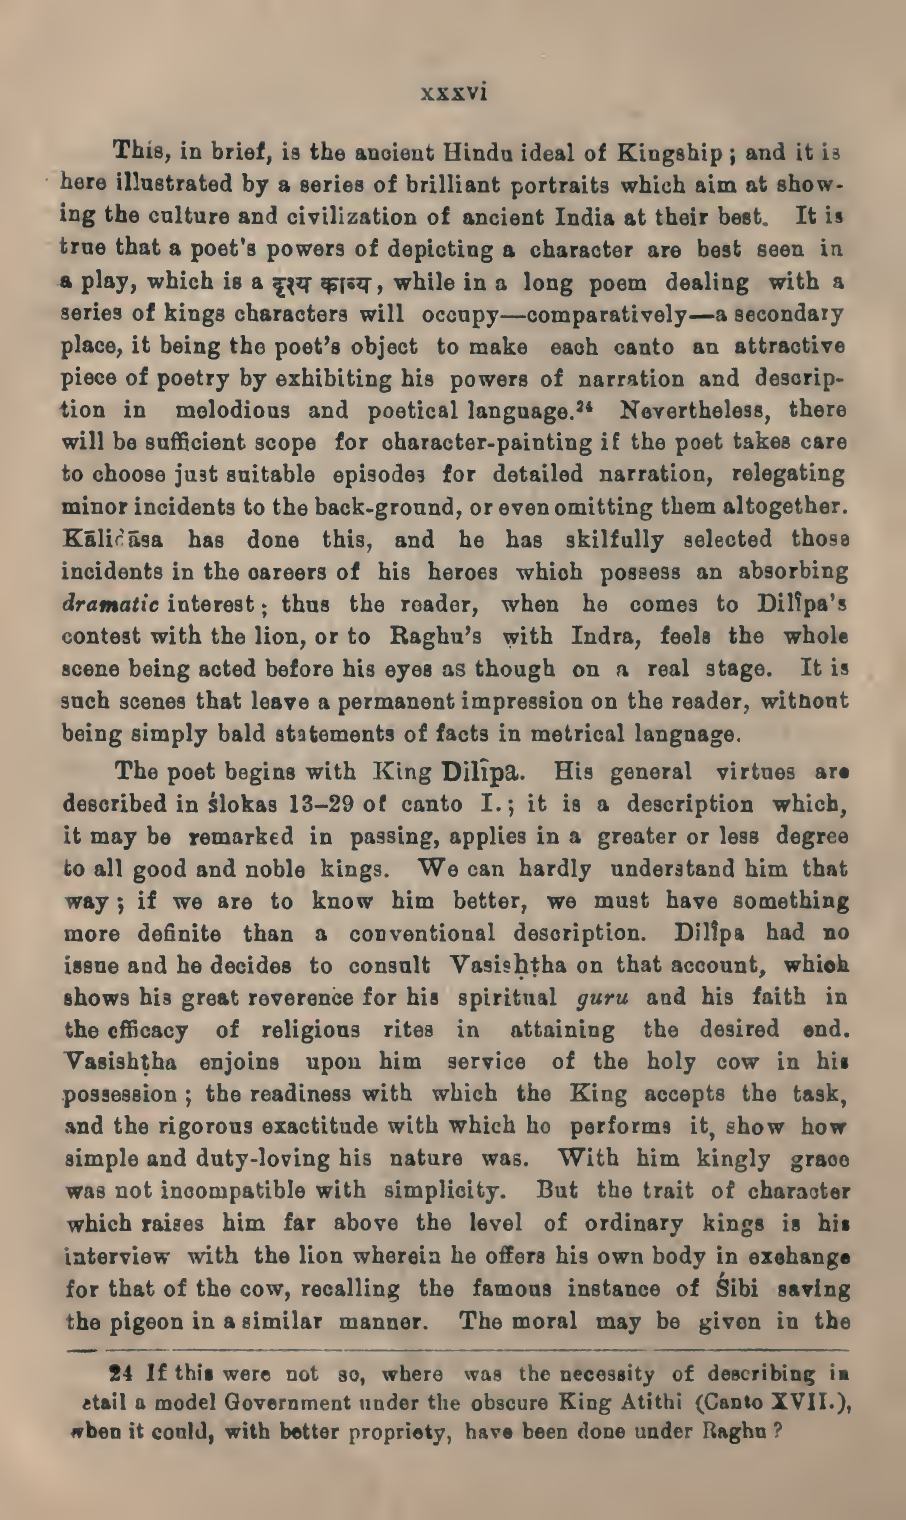 xxxvi
This, in brief, is the ancient Hindu ideal of Kingship; and it is
here illustrated by a series of brilliant portraits which aim at show-
ing the culture and civilization of ancient India at their best. It is
true that a poet's powers of depicting a character are best seen in
a play, which is a दृश्य काव्य, while in a long poem dealing with a
series of kings characters will occupy—comparatively—a secondary
place, it being the poet's object to make each canto an attractive
piece of poetry by exhibiting his powers of narration and descrip-
tion in melodious and poetical language.²⁴ Nevertheless, there
will be sufficient scope for character-painting if the poet takes care
to choose just suitable episodes for detailed narration, relegating
minor incidents to the back-ground, or even omitting them altogether.
Kālidāsa has done this, and he has skilfully selected those
incidents in the careers of his heroes which possess an absorbing
dramatic interest; thus the reader, when he comes to Dilîpa's
contest with the lion, or to Raghu's with Indra, feels the whole
scene being acted before his eyes as though on a real stage. It is
such scenes that leave a permanent impression on the reader, without
being simply bald statements of facts in metrical language.
The poet begins with King Dilîpa. His general virtues are
described in ślokas 13–29 of canto I.; it is a description which,
it may be remarked in passing, applies in a greater or less degree
to all good and noble kings. We can hardly understand him that
way; if we are to know him better, we must have something
more definite than a conventional description. Dilîpa had no
issue and he decides to consult Vasishṭha on that account, which
shows his great reverence for his spiritual guru and his faith in
the efficacy of religious rites in attaining the desired end.
Vasishṭha enjoins upon him service of the holy cow in his
possession; the readiness with which the King accepts the task,
and the rigorous exactitude with which he performs it, show how
simple and duty-loving his nature was. With him kingly grace
was not incompatible with simplicity. But the trait of character
which raises him far above the level of ordinary kings is his
interview with the lion wherein he offers his own body in exchange
for that of the cow, recalling the famous instance of Śibi saving
the pigeon in a similar manner. The moral may be given in the
24 If this were not so, where was the necessity of describing in
etail a model Government under the obscure King Atithi (Canto XVII.),
when it could, with better propriety, have been done under Raghu?